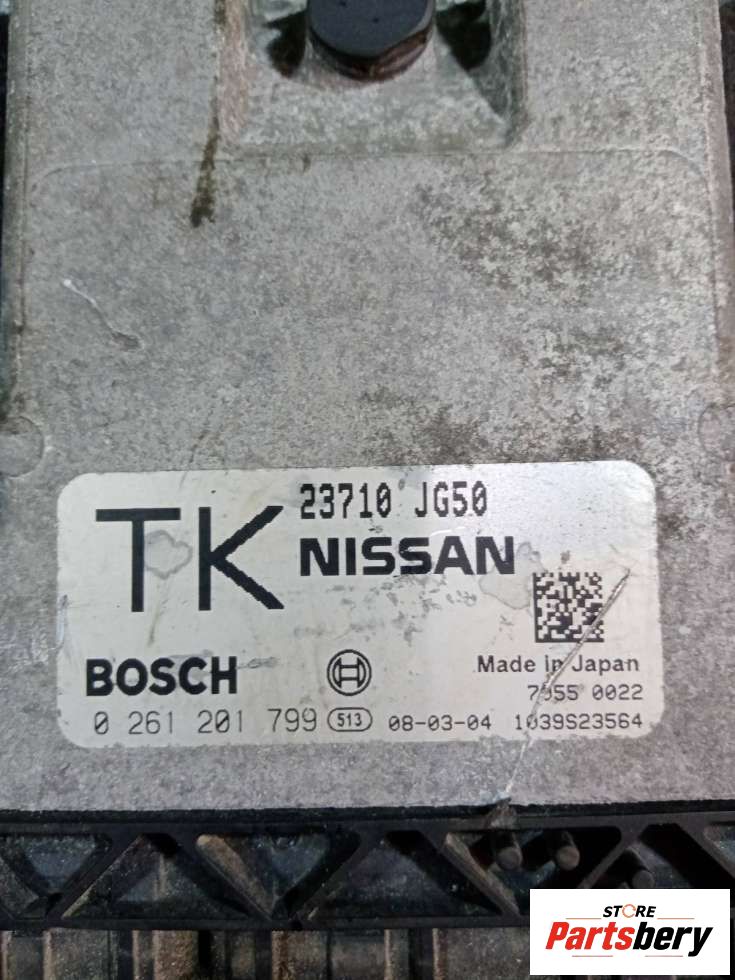 23710 JG50
TK NISSAN
Made in Japan
BOSCH
0022
0 261 201 799 513 08-03-04 1039S23564
STORE
Partsbery